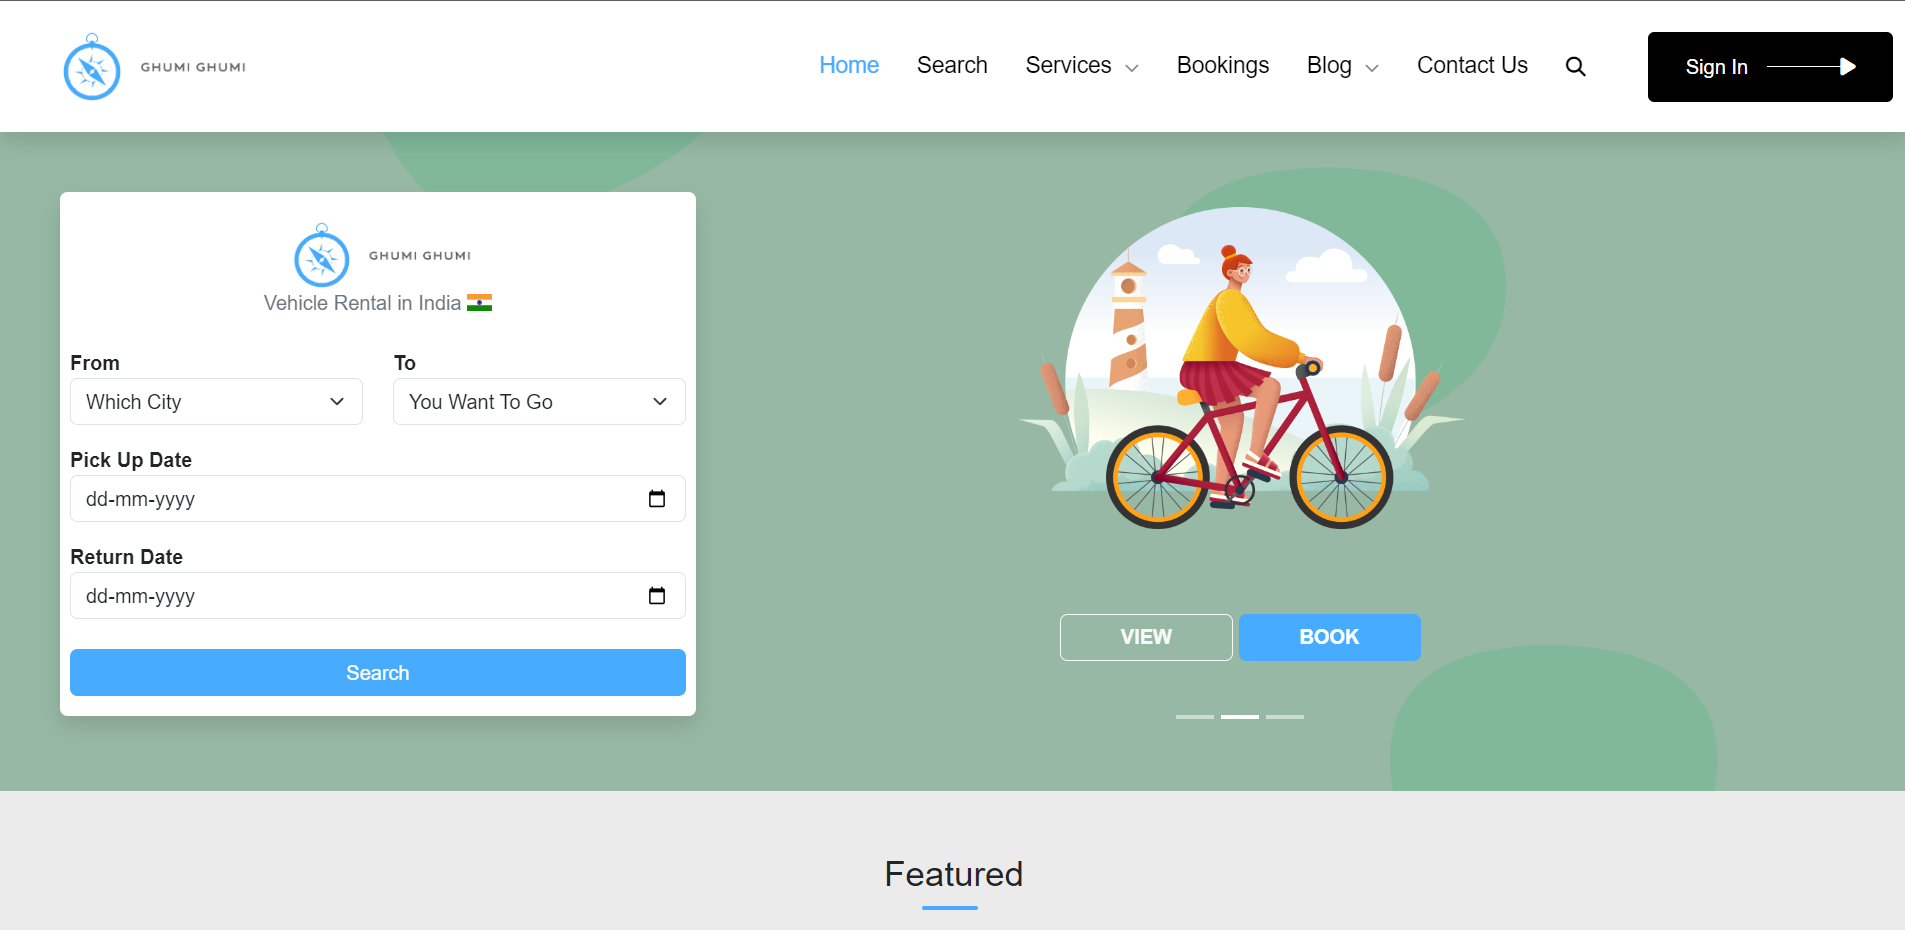 GHUMI GHUMI
Home Search Services Bookings Blog Contact Us Sign In
GHUMI GHUMI
Vehicle Rental in India
From To
Which City You Want To Go
Pick Up Date
dd-mm-yyyy
Return Date
dd-mm-yyyy
Search
VIEW BOOK
Featured